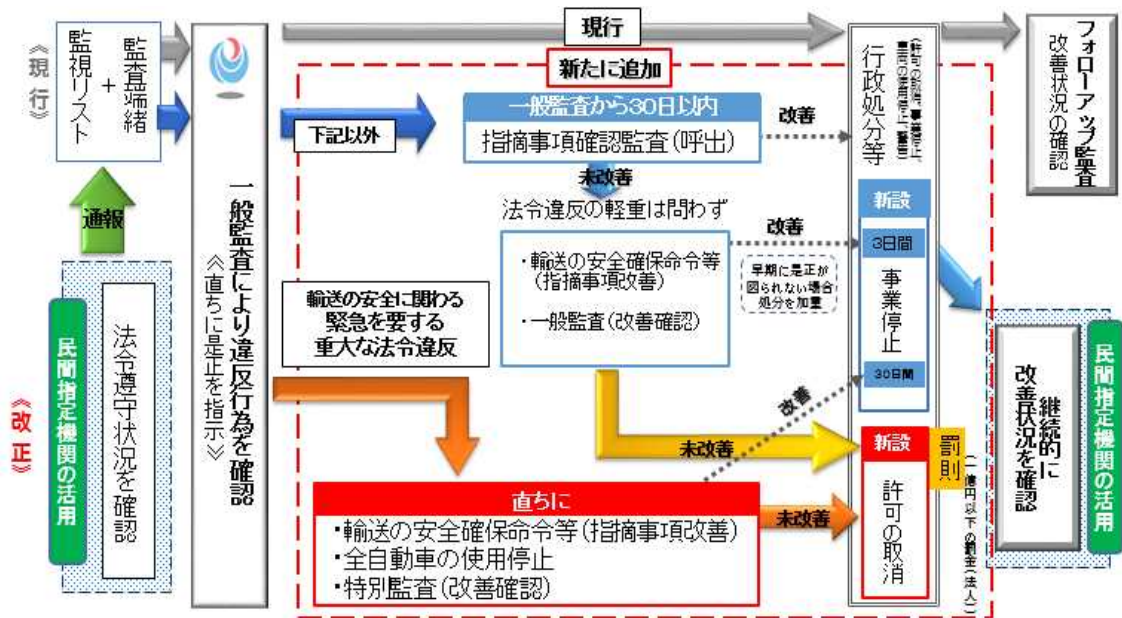 《現行》
監査端緒
+
監視リスト
通報
《改正》
民間指定機関の活用
法令遵守状況を確認
一般監査により違反行為を確認
《直ちに是正を指示》
現行
新たに追加
下記以外
一般監査から30日以内
指摘事項確認監査(呼出)
改善
未改善
法令違反の軽重は問わず
・輸送の安全確保命令等
(指摘事項改善)
・一般監査(改善確認)
改善
早期に是正が
図られない場合
処分を加重
輸送の安全に関わる
緊急を要する
重大な法令違反
直ちに
・輸送の安全確保命令等(指摘事項改善)
・全自動車の使用停止
・特別監査(改善確認)
改善
未改善
未改善
行政処分等
(許可の取消、事業停止、
車両の使用停止、警告)
新設
3日間
事業停止
30日間
新設
許可の取消
罰則
(一億円以下の罰金(法人))
フォローアップ監査
改善状況の確認
継続的に
改善状況を確認
民間指定機関の活用